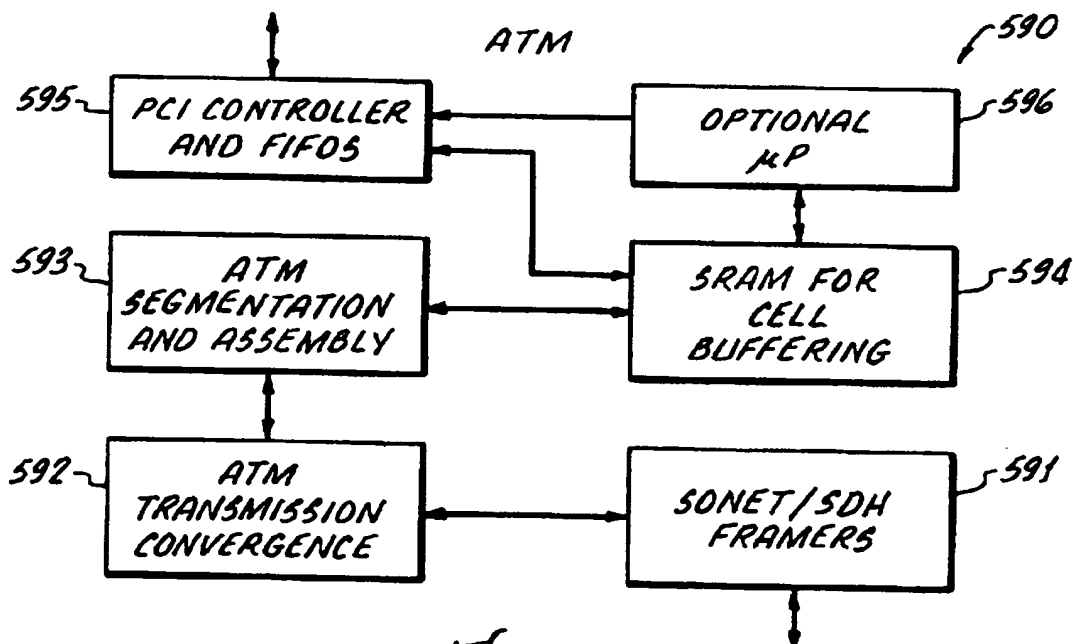 ATM
590
595
PCI CONTROLLER
AND FIFOS
OPTIONAL
μP
596
593
ATM
SEGMENTATION
AND ASSEMBLY
SRAM FOR
CELL
BUFFERING
594
592
ATM
TRANSMISSION
CONVERGENCE
SONET/SDH
FRAMERS
591